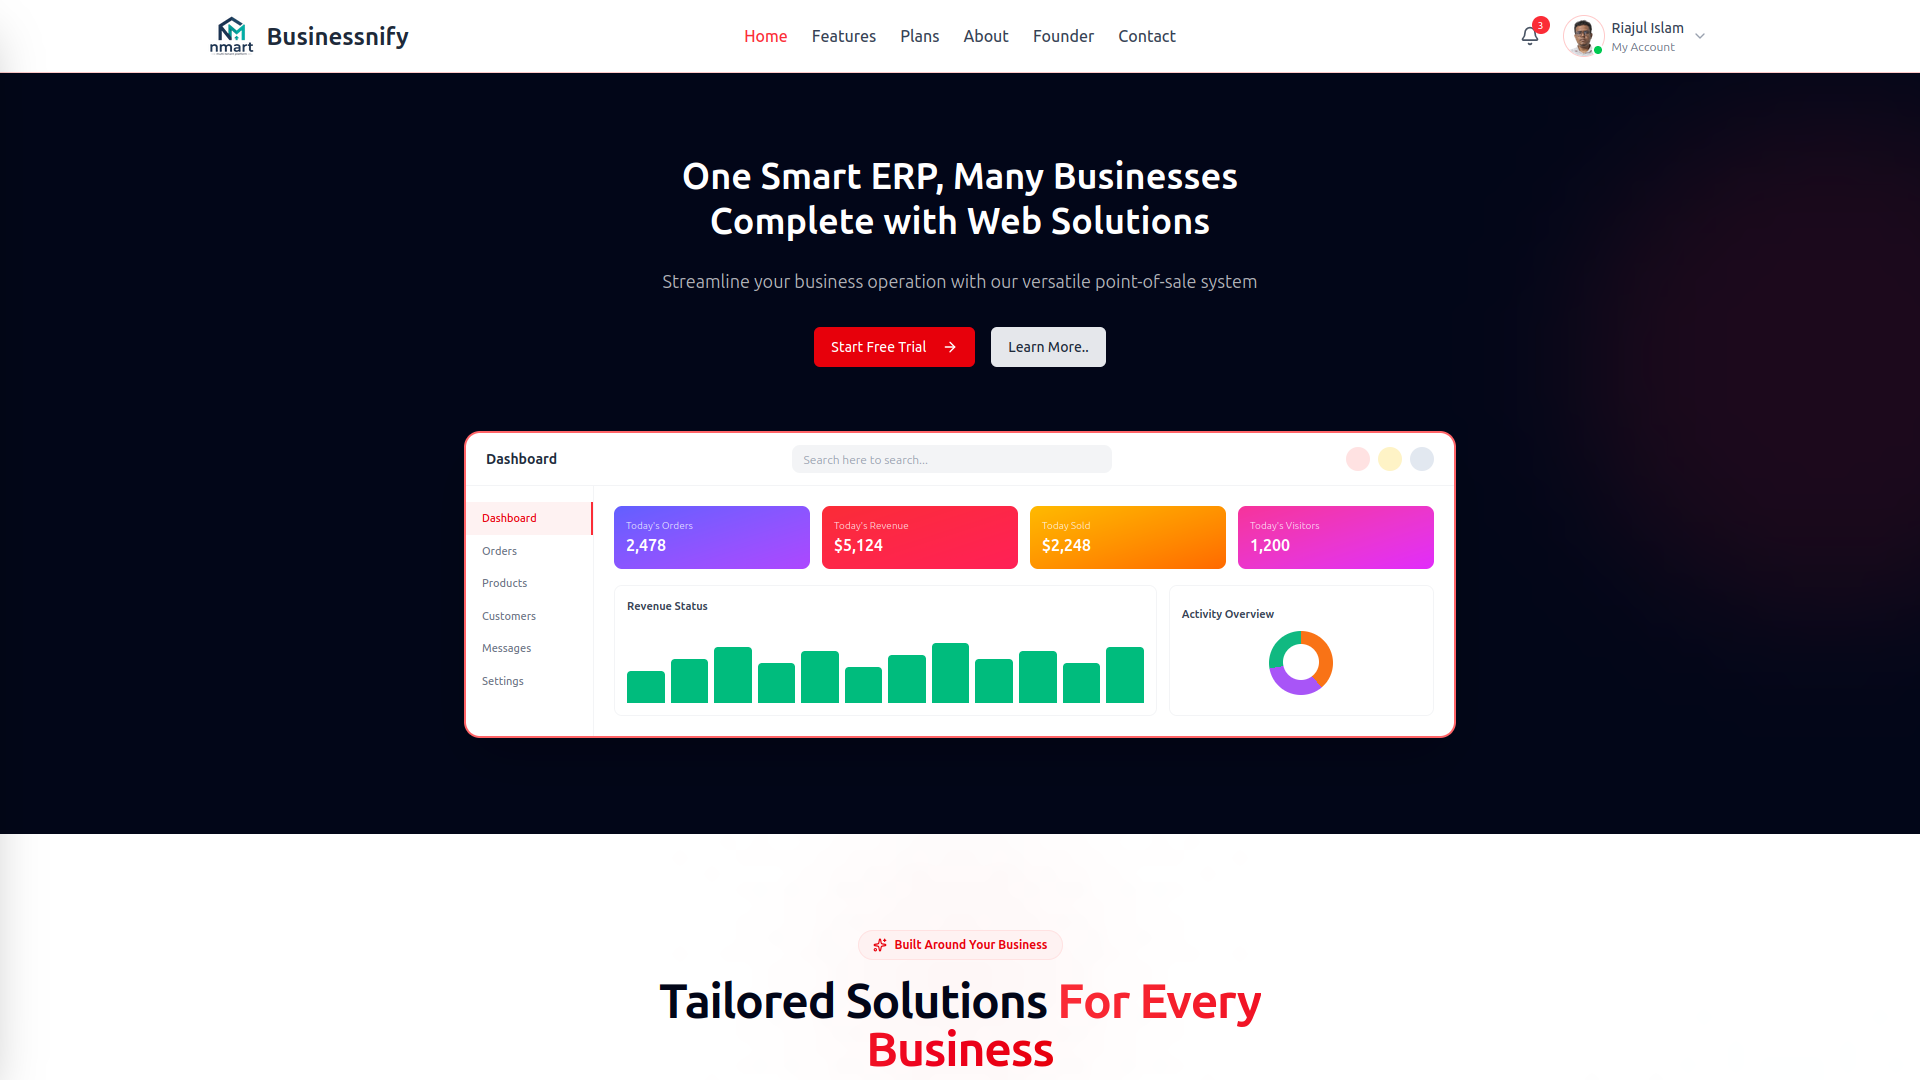 nmart
Businessnify
Home
Features
Plans
About
Founder
Contact
3
Riajul Islam
My Account
One Smart ERP, Many Businesses
Complete with Web Solutions
Streamline your business operation with our versatile point-of-sale system
Start Free Trial
Learn More..
Dashboard
Search here to search...
Dashboard
Orders
Products
Customers
Messages
Settings
Today's Orders
2,478
Today's Revenue
$5,124
Today Sold
$2,248
Today's Visitors
1,200
Revenue Status
Activity Overview
Built Around Your Business
Tailored Solutions For Every
Business